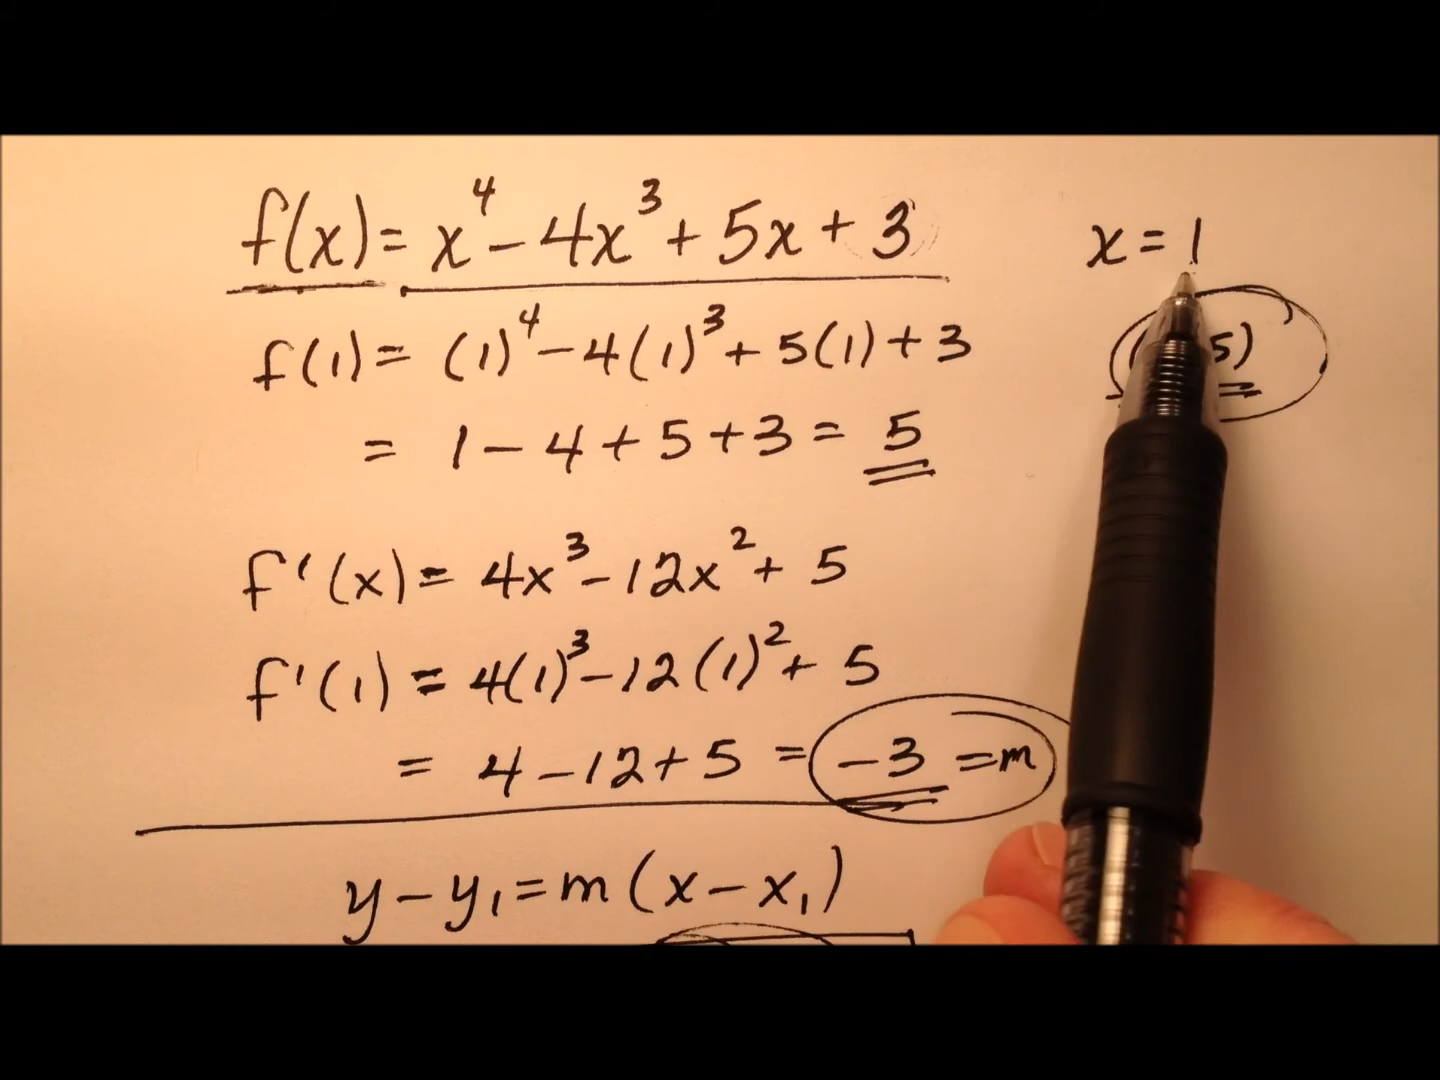 f(x) = x⁴ - 4x³ + 5x + 3
x = 1
f(1) = (1)⁴ - 4(1)³ + 5(1) + 3
5)
= 1 - 4 + 5 + 3 = 5
f'(x) = 4x³ - 12x² + 5
f'(1) = 4(1)³ - 12(1)² + 5
= 4 - 12 + 5 = -3 = m
y - y₁ = m(x - x₁)